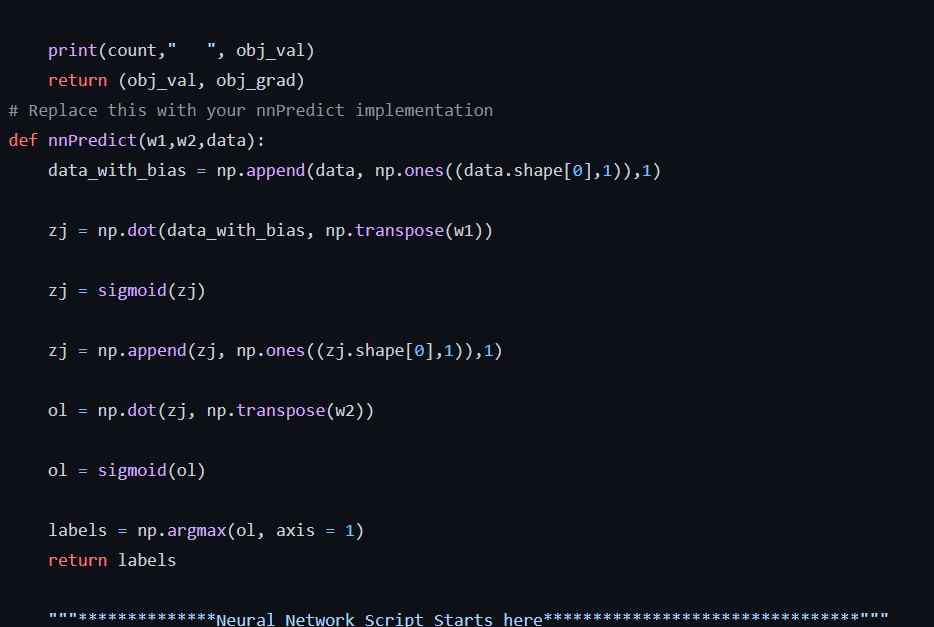 print(count,"   ", obj_val)
    return (obj_val, obj_grad)
# Replace this with your nnPredict implementation
def nnPredict(w1,w2,data):
    data_with_bias = np.append(data, np.ones((data.shape[0],1)),1)
    zj = np.dot(data_with_bias, np.transpose(w1))
    zj = sigmoid(zj)
    zj = np.append(zj, np.ones((zj.shape[0],1)),1)
    ol = np.dot(zj, np.transpose(w2))
    ol = sigmoid(ol)
    labels = np.argmax(ol, axis = 1)
    return labels
    """**************Neural Network Script Starts here********************************"""